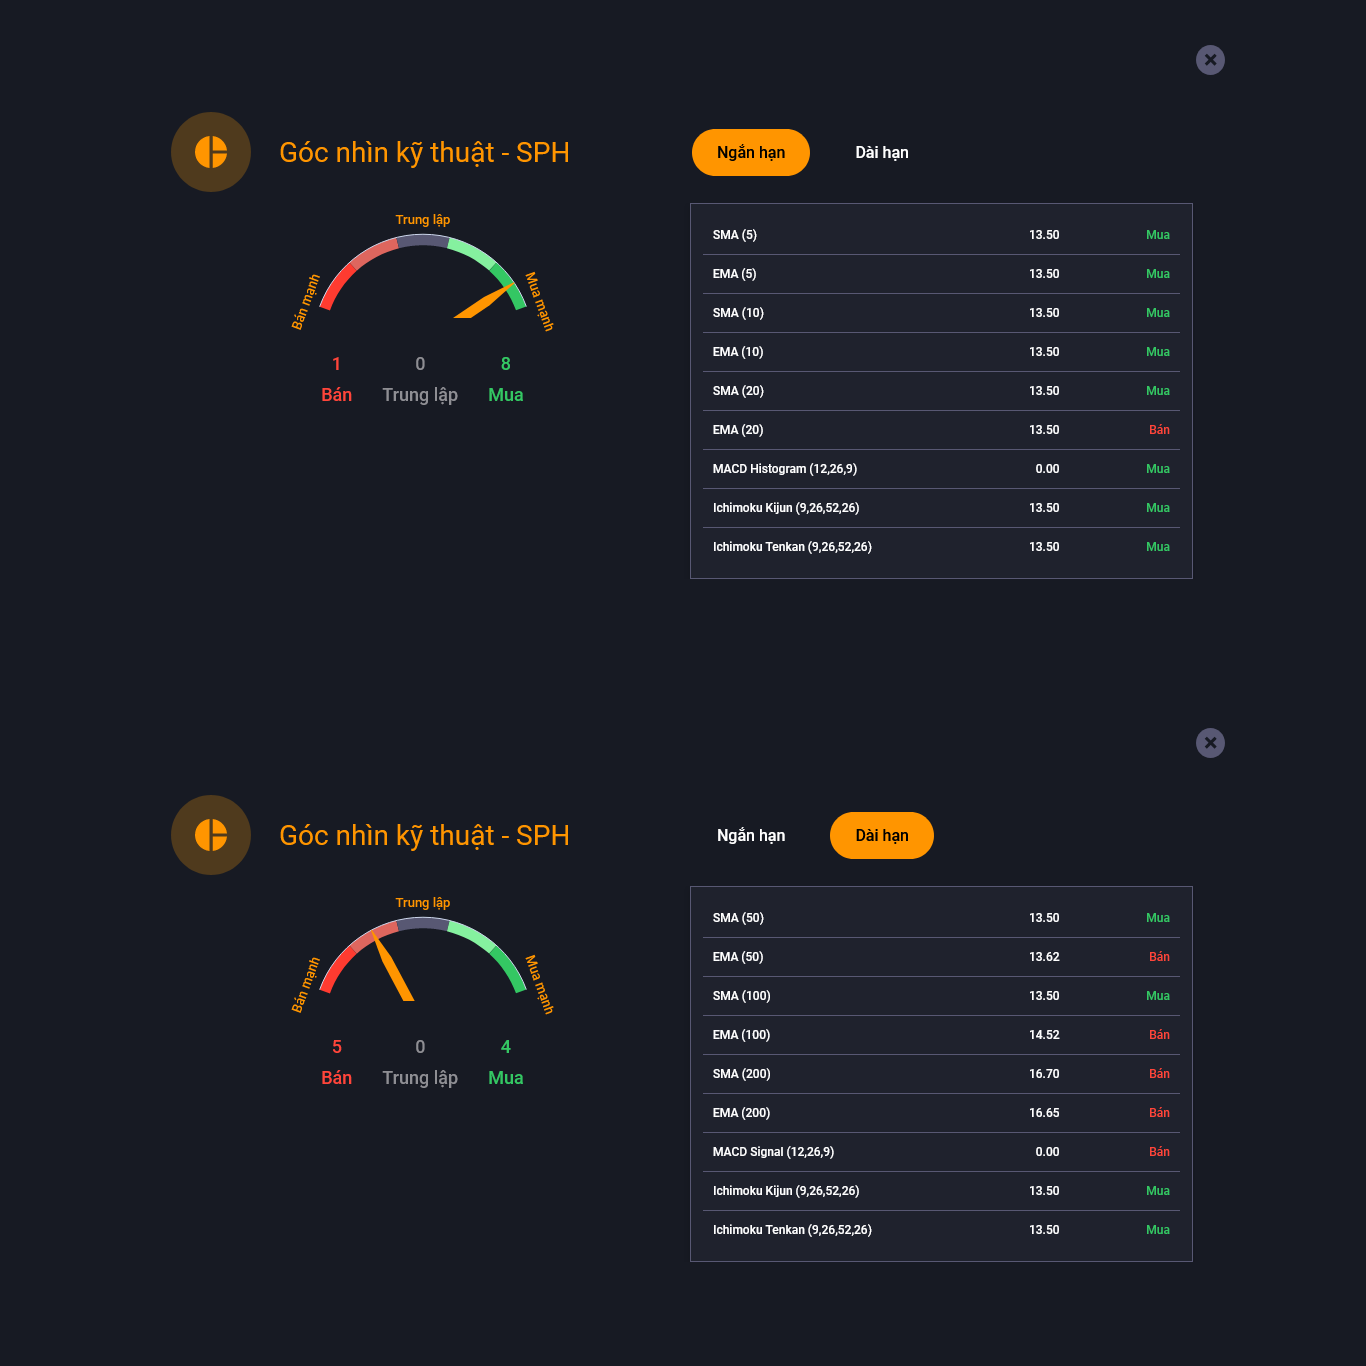 Góc nhìn kỹ thuật - SPH
Ngắn hạn
Dài hạn
Trung lập
Bán mạnh
Mua mạnh
1 0 8
Bán Trung lập Mua
SMA (5) 13.50 Mua
EMA (5) 13.50 Mua
SMA (10) 13.50 Mua
EMA (10) 13.50 Mua
SMA (20) 13.50 Mua
EMA (20) 13.50 Bán
MACD Histogram (12,26,9) 0.00 Mua
Ichimoku Kijun (9,26,52,26) 13.50 Mua
Ichimoku Tenkan (9,26,52,26) 13.50 Mua
Góc nhìn kỹ thuật - SPH
Ngắn hạn
Dài hạn
Trung lập
Bán mạnh
Mua mạnh
5 0 4
Bán Trung lập Mua
SMA (50) 13.50 Mua
EMA (50) 13.62 Bán
SMA (100) 13.50 Mua
EMA (100) 14.52 Bán
SMA (200) 16.70 Bán
EMA (200) 16.65 Bán
MACD Signal (12,26,9) 0.00 Bán
Ichimoku Kijun (9,26,52,26) 13.50 Mua
Ichimoku Tenkan (9,26,52,26) 13.50 Mua